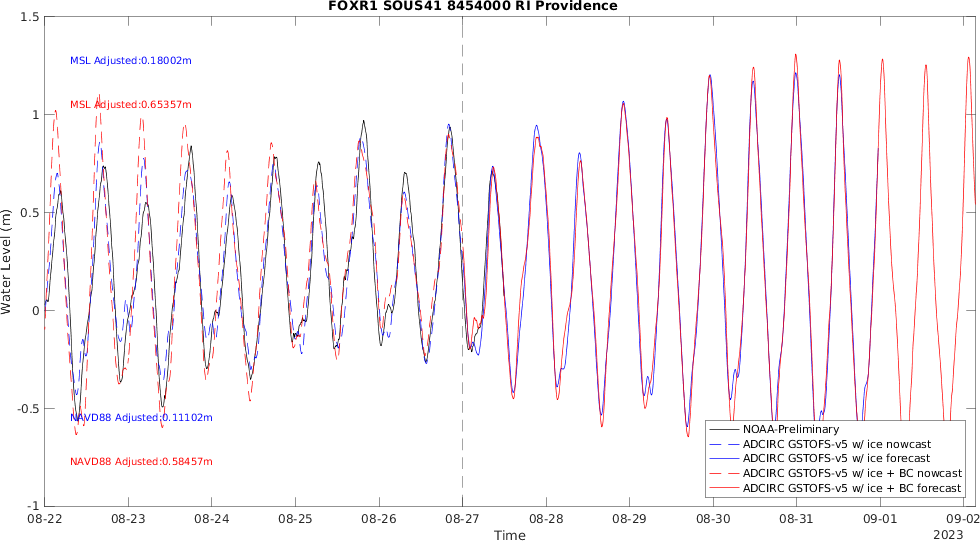 FOXR1 SOUS41 8454000 RI Providence
1.5
1
0.5
0
-0.5
-1
Water Level (m)
MSL Adjusted:0.18002m
MSL Adjusted:0.65357m
NAVD88 Adjusted:0.11102m
NAVD88 Adjusted:0.58457m
NOAA-Preliminary
ADCIRC GSTOFS-v5 w/ ice nowcast
ADCIRC GSTOFS-v5 w/ ice forecast
ADCIRC GSTOFS-v5 w/ ice + BC nowcast
ADCIRC GSTOFS-v5 w/ ice + BC forecast
08-22 08-23 08-24 08-25 08-26 08-27 08-28 08-29 08-30 08-31 09-01 09-02
Time
2023